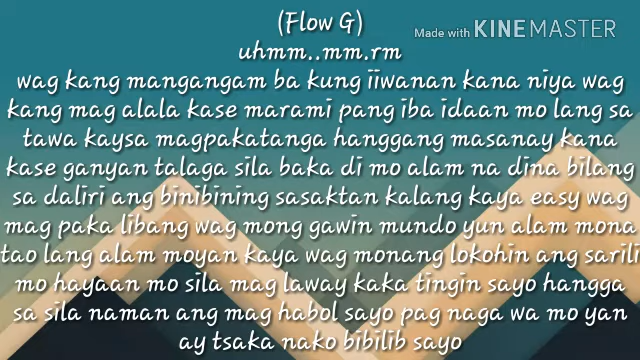 (Flow G)
Made with KINEMASTER
uhmm..mm.rm
wag kang mangangam ba kung iiwanan kana niya wag
kang mag alala kase marami pang iba idaan mo lang sa
tawa kaysa magpakatanga hanggang masanay kana
kase ganyan talaga sila baka di mo alam na dina bilang
sa daliri ang binibining sasaktan kalang kaya easy wag
mag paka libang wag mong gawin mundo yun alam mona
tao lang alam moyan kaya wag monang lokohin ang sarili
mo hayaan mo sila mag laway kaka tingin sayo hangga
sa sila naman ang mag habol sayo pag naga wa mo yan
ay tsaka nako bibilib sayo